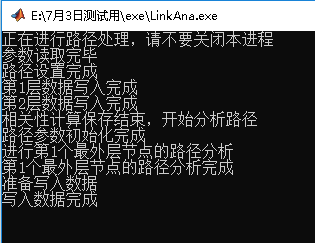 E:\7月3日测试用\exe\LinkAna.exe
正在进行路径处理，请不要关闭本进程
参数读取完毕
路径设置完成
第1层数据写入完成
第2层数据写入完成
相关性计算保存结束，开始分析路径
路径参数初始化完成
进行第1个最外层节点的路径分析
第1个最外层节点的路径分析完成
准备写入数据
写入数据完成